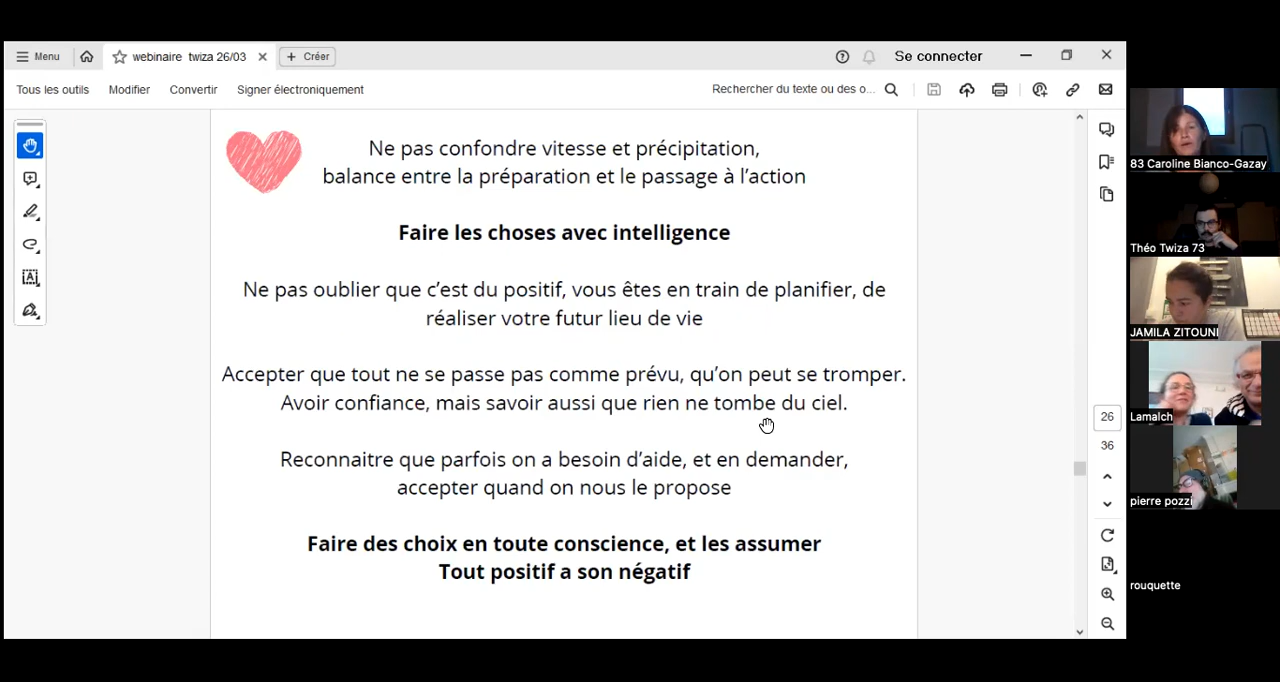 Menu
webinaire twiza 26/03
+ Créer
Se connecter
Tous les outils
Modifier
Convertir
Signer électroniquement
Rechercher du texte ou des o...
Ne pas confondre vitesse et précipitation,
balance entre la préparation et le passage à l'action
Faire les choses avec intelligence
Ne pas oublier que c'est du positif, vous êtes en train de planifier, de
réaliser votre futur lieu de vie
Accepter que tout ne se passe pas comme prévu, qu'on peut se tromper.
Avoir confiance, mais savoir aussi que rien ne tombe du ciel.
Reconnaitre que parfois on a besoin d'aide, et en demander,
accepter quand on nous le propose
Faire des choix en toute conscience, et les assumer
Tout positif a son négatif
26
36
83 Caroline Bianco-Gazay
Théo Twiza 73
JAMILA ZITOUNI
Lamalch
pierre pozzi
rouquette